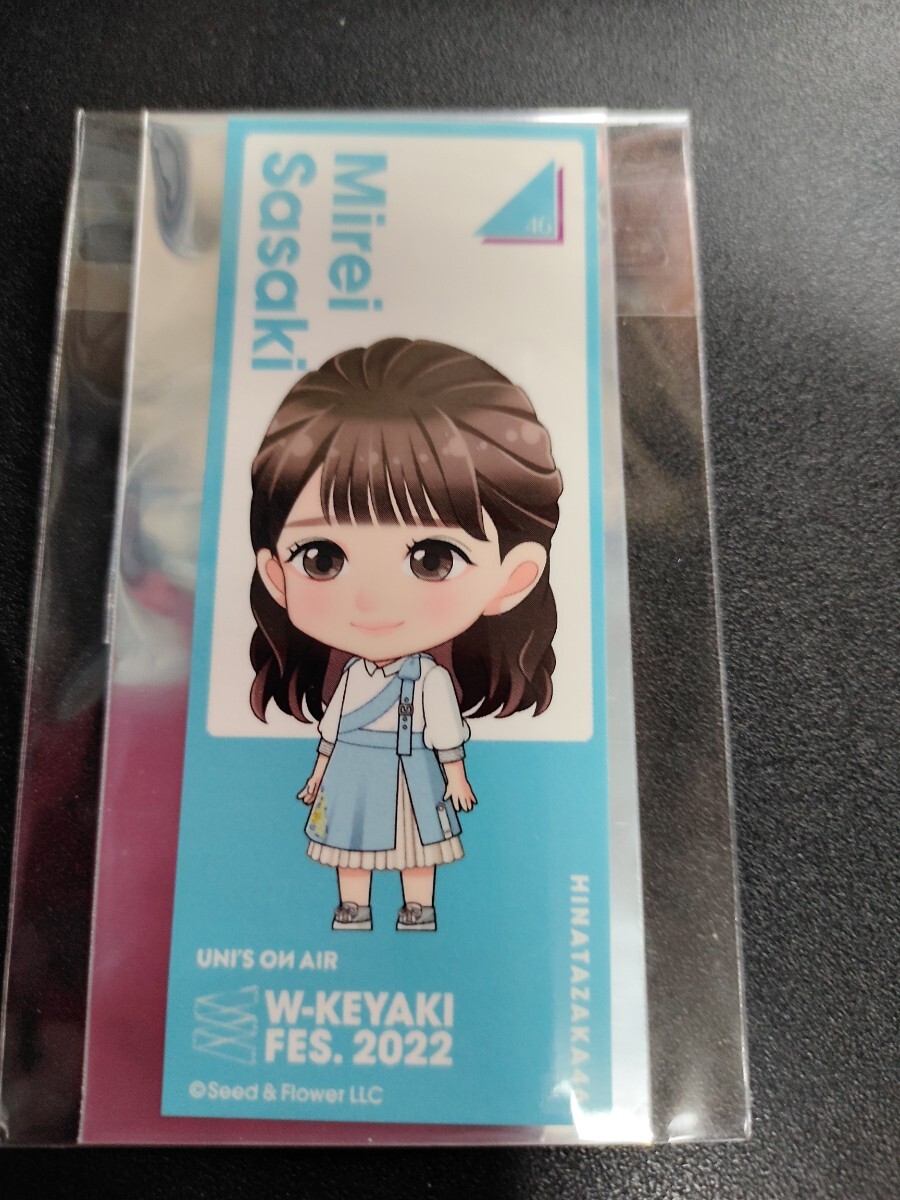 Mirei
Sasaki
46
UNI'S ON AIR
W-KEYAKI
FES. 2022
©Seed & Flower LLC
HINATAZAKA46